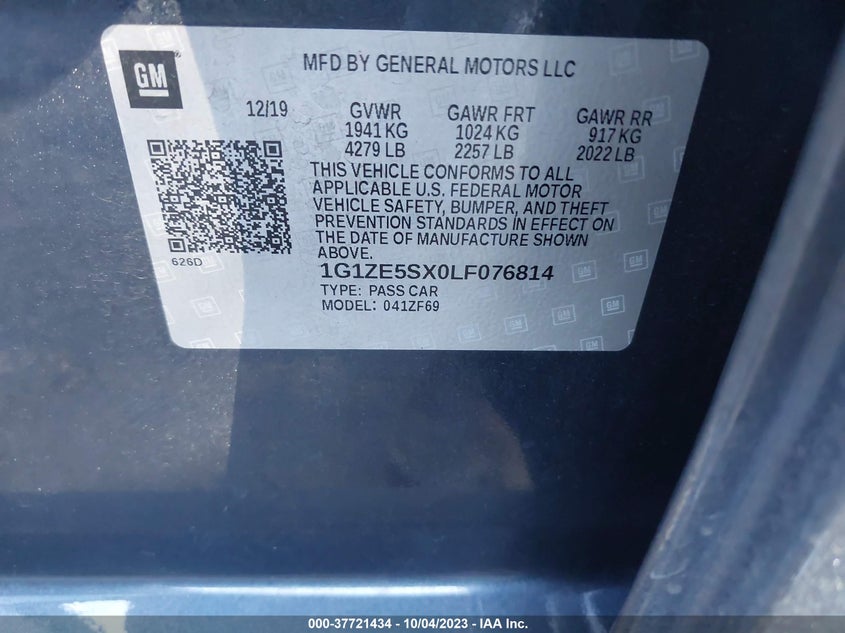 GM
MFD BY GENERAL MOTORS LLC
12/19 GVWR GAWR FRT GAWR RR
1941 KG 1024 KG 917 KG
4279 LB 2257 LB 2022 LB
THIS VEHICLE CONFORMS TO ALL
APPLICABLE U.S. FEDERAL MOTOR
VEHICLE SAFETY, BUMPER, AND THEFT
PREVENTION STANDARDS IN EFFECT ON
THE DATE OF MANUFACTURE SHOWN
ABOVE.
626D
1G1ZE5SX0LF076814
TYPE: PASS CAR
MODEL: 041ZF69
000-37721434 - 10/04/2023 - IAA Inc.